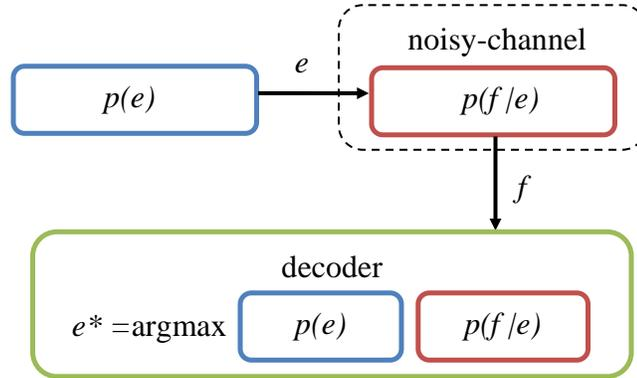 noisy-channel
e
p(e)
p(f/e)
f
decoder
e* =argmax p(e) p(f/e)